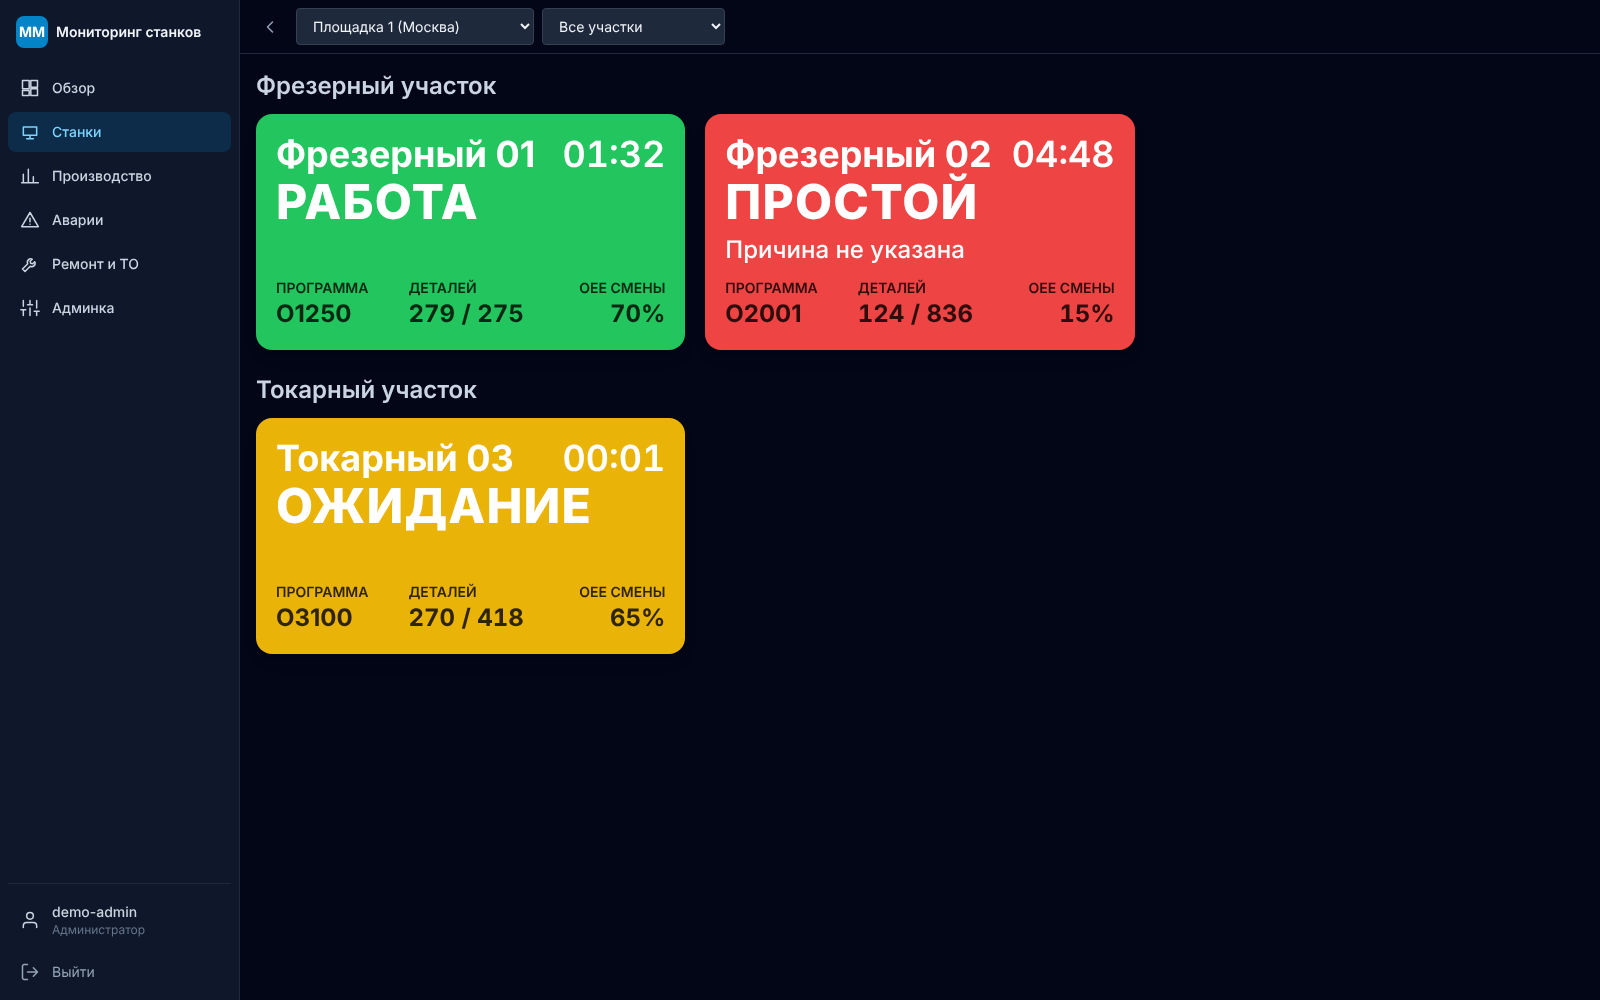 MM Мониторинг станков
Обзор
Станки
Производство
Аварии
Ремонт и ТО
Админка
demo-admin
Администратор
Выйти
Площадка 1 (Москва) Все участки
Фрезерный участок
Фрезерный 01 01:32
РАБОТА
ПРОГРАММА ДЕТАЛЕЙ OEE СМЕНЫ
O1250 279 / 275 70%
Фрезерный 02 04:48
ПРОСТОЙ
Причина не указана
ПРОГРАММА ДЕТАЛЕЙ OEE СМЕНЫ
O2001 124 / 836 15%
Токарный участок
Токарный 03 00:01
ОЖИДАНИЕ
ПРОГРАММА ДЕТАЛЕЙ OEE СМЕНЫ
O3100 270 / 418 65%